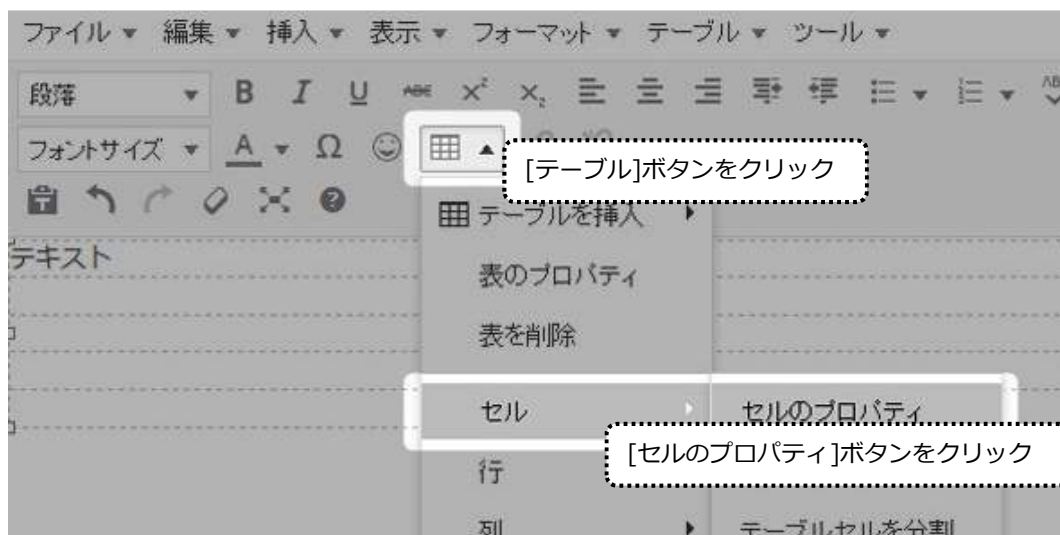 ファイル 編集 挿入 表示 フォーマット テーブル ツール
段落 B I U ABC X² X₂
フォントサイズ A Ω
[テーブル]ボタンをクリック
テーブルを挿入
テキスト
表のプロパティ
表を削除
セル セルのプロパティ
[セルのプロパティ]ボタンをクリック
行
列 テーブルセルを分割